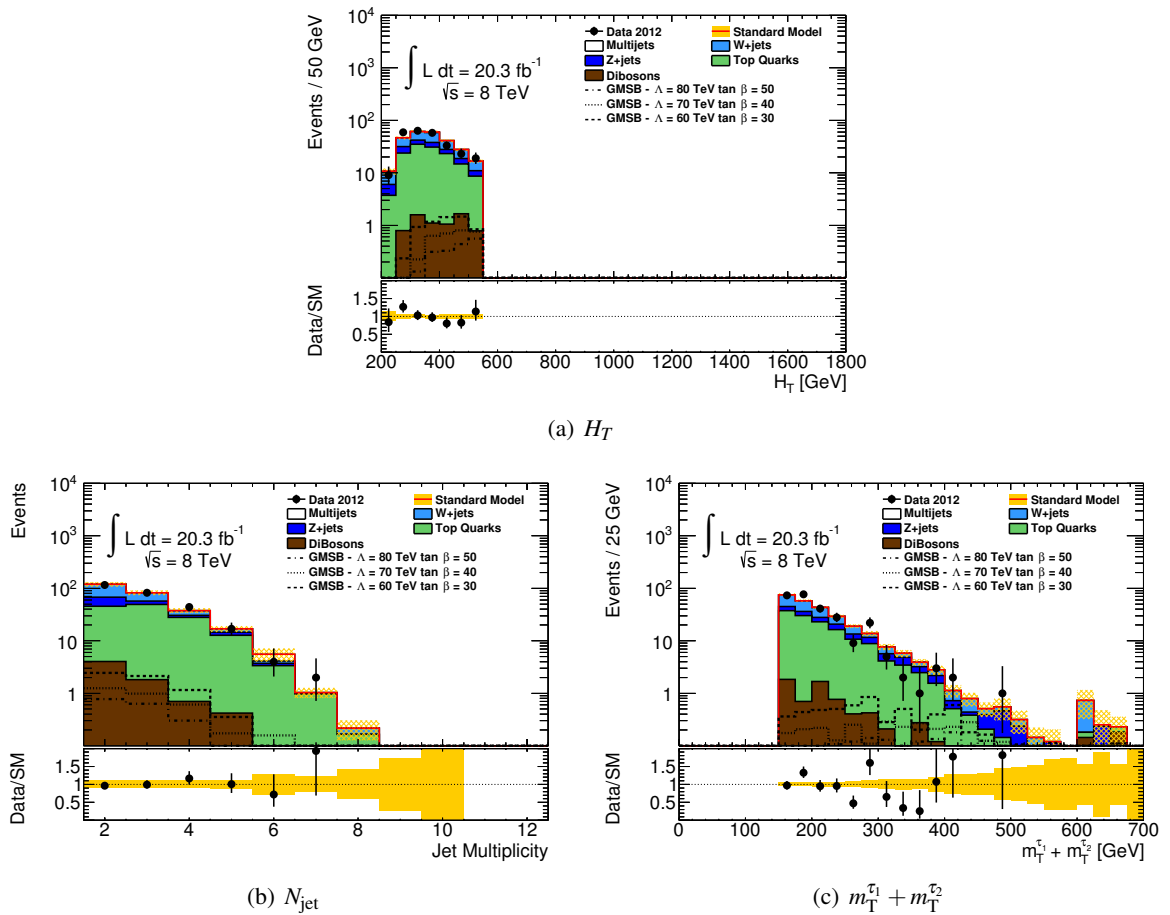 Events / 50 GeV
10⁴
10³
10²
10
1
∫ L dt = 20.3 fb⁻¹
√s = 8 TeV
Data 2012
Standard Model
Multijets
W+jets
Z+jets
Top Quarks
Dibosons
GMSB - Λ = 80 TeV tan β = 50
GMSB - Λ = 70 TeV tan β = 40
GMSB - Λ = 60 TeV tan β = 30
Data/SM
1.5
1
0.5
200 400 600 800 1000 1200 1400 1600 1800
H_T [GeV]
(a) H_T
Events
10⁴
10³
10²
10
1
∫ L dt = 20.3 fb⁻¹
√s = 8 TeV
Data 2012
Standard Model
Multijets
W+jets
Z+jets
Top Quarks
DiBosons
GMSB - Λ = 80 TeV tan β = 50
GMSB - Λ = 70 TeV tan β = 40
GMSB - Λ = 60 TeV tan β = 30
Data/SM
1.5
1
0.5
2 4 6 8 10 12
Jet Multiplicity
(b) N_jet
Events / 25 GeV
10⁴
10³
10²
10
1
∫ L dt = 20.3 fb⁻¹
√s = 8 TeV
Data 2012
Standard Model
Multijets
W+jets
Z+jets
Top Quarks
DiBosons
GMSB - Λ = 80 TeV tan β = 50
GMSB - Λ = 70 TeV tan β = 40
GMSB - Λ = 60 TeV tan β = 30
Data/SM
1.5
1
0.5
0 100 200 300 400 500 600 700
m_T^τ₁ + m_T^τ₂ [GeV]
(c) m_T^τ₁ + m_T^τ₂